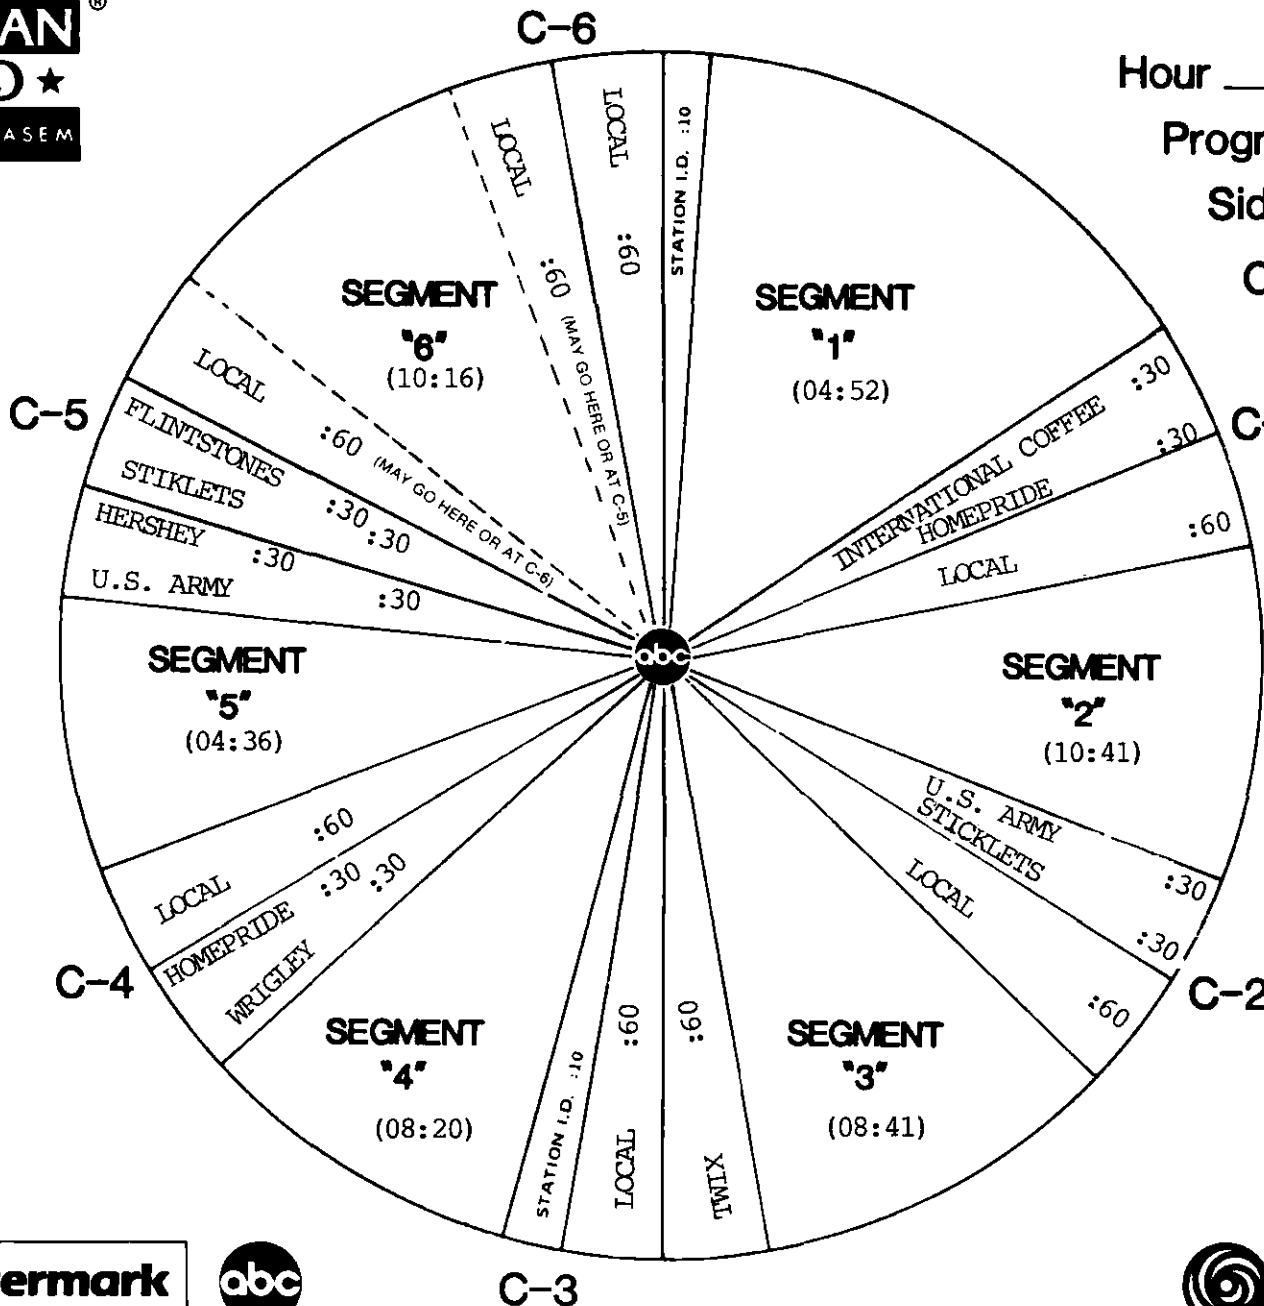 AN ®
ASEM
C-6
Hour
Progr
Sid
LOCAL :60
STATION I.D. :10
SEGMENT
"1"
(04:52)
INTERNATIONAL COFFEE :30
HOMEPRIDE :30
LOCAL :60
C-
SEGMENT
"2"
(10:41)
U.S. ARMY :30
STICKLETS :30
LOCAL :60
C-2
SEGMENT
"3"
(08:41)
TWIX :60
LOCAL :60
STATION I.D. :10
C-3
SEGMENT
"4"
(08:20)
WRIGLEY :30
HOMEPRIDE :30
LOCAL :60
C-4
SEGMENT
"5"
(04:36)
U.S. ARMY :30
HERSHEY :30
STIKLETS :30
FLINTSTONES :30
C-5
LOCAL :60 (MAY GO HERE OR AT C-6)
SEGMENT
"6"
(10:16)
LOCAL :60 (MAY GO HERE OR AT C-5)
abc
ermark
abc